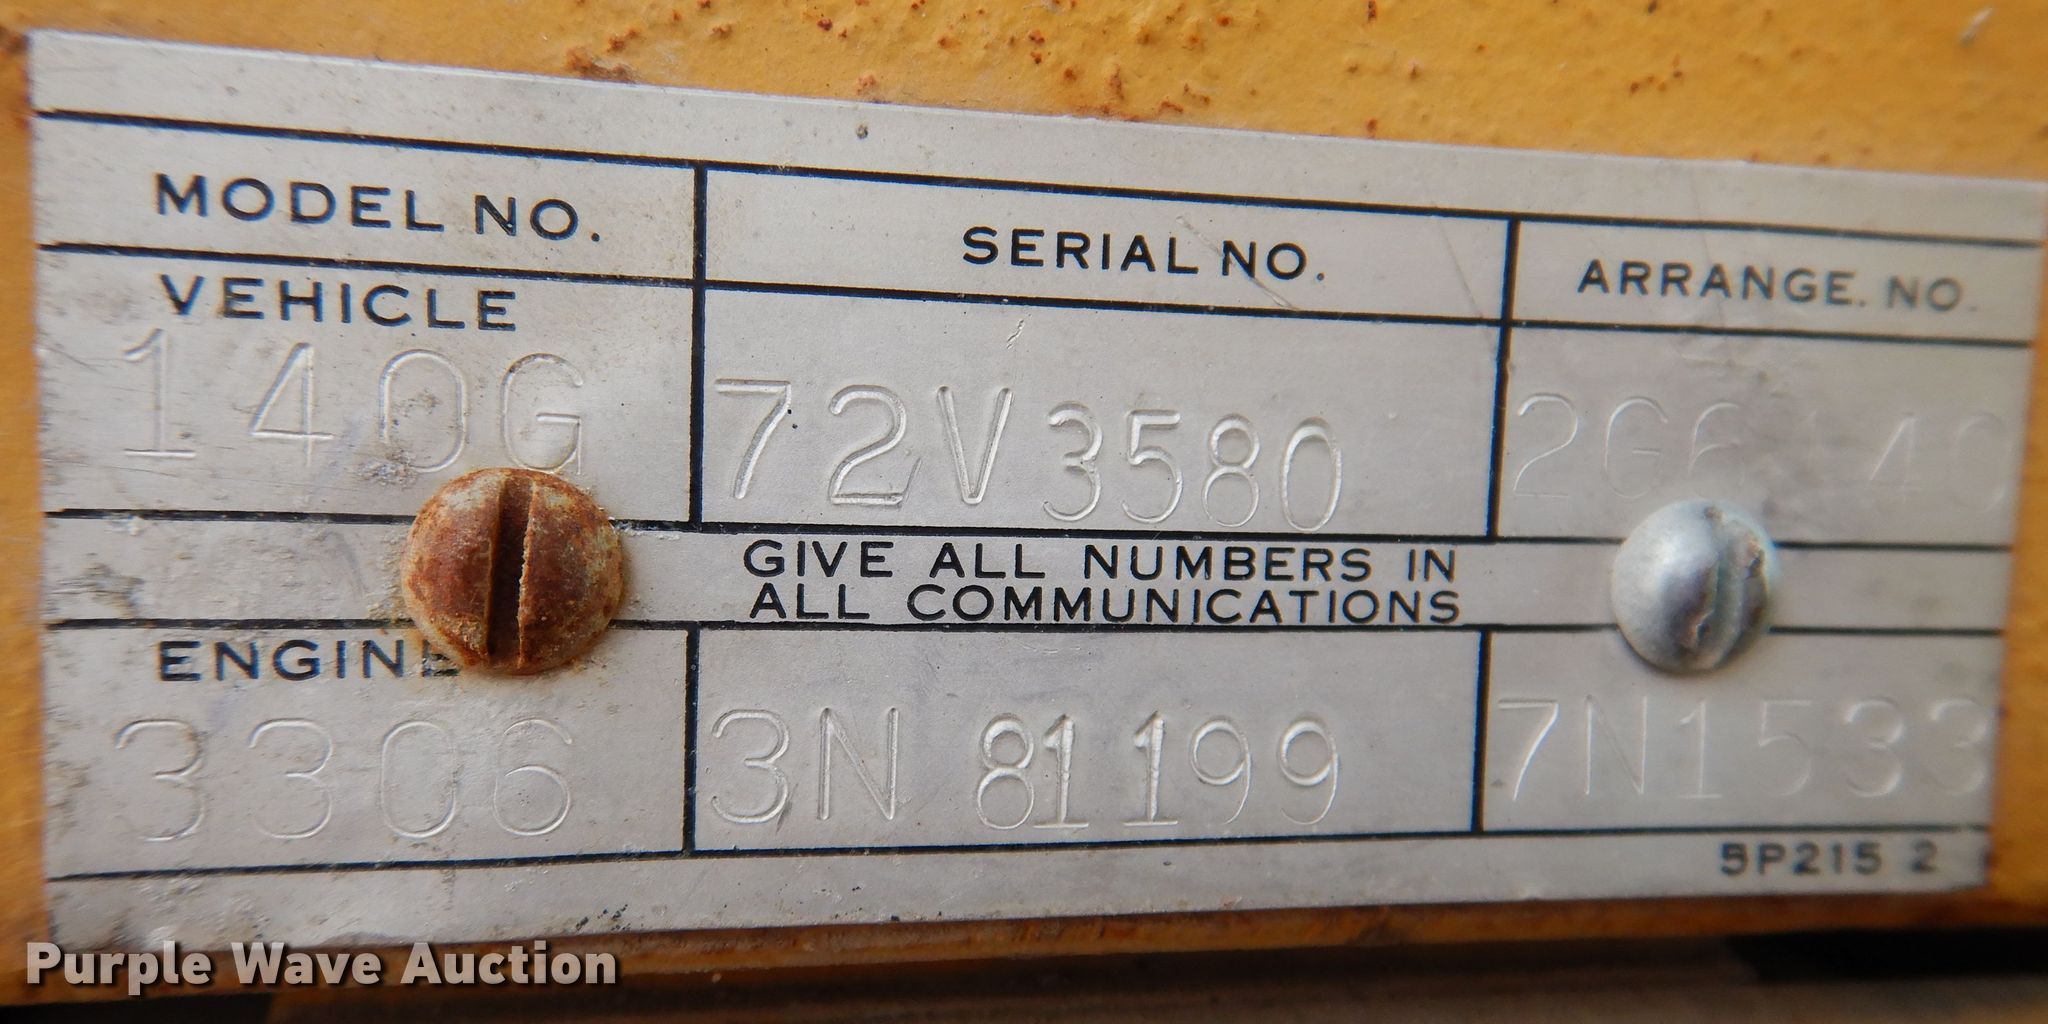 MODEL NO. SERIAL NO. ARRANGE. NO.
VEHICLE
140G 72V3580
GIVE ALL NUMBERS IN
ALL COMMUNICATIONS
ENGINE
3306 3N 81199 7N1533
5P215 2
Purple Wave Auction